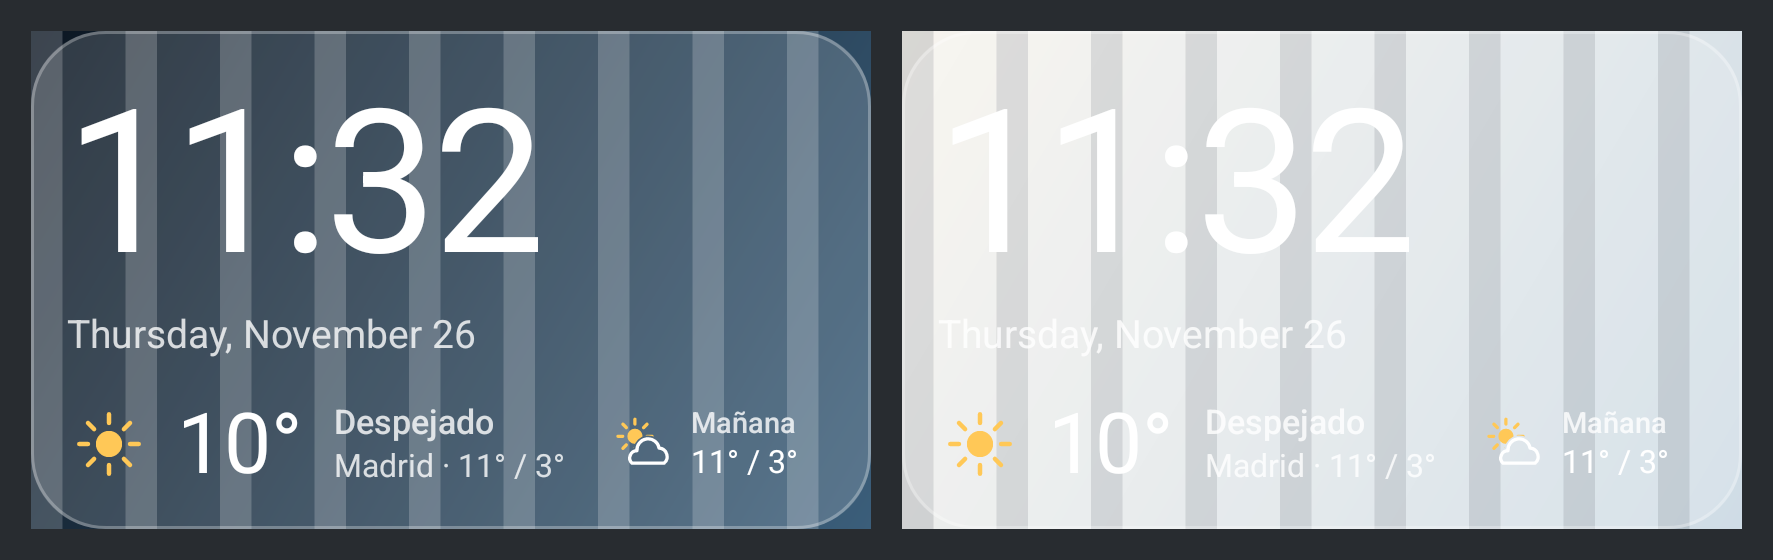 11:32
Thursday, November 26
10°
Despejado
Madrid · 11° / 3°
Mañana
11° / 3°
11:32
Thursday, November 26
10°
Despejado
Madrid · 11° / 3°
Mañana
11° / 3°